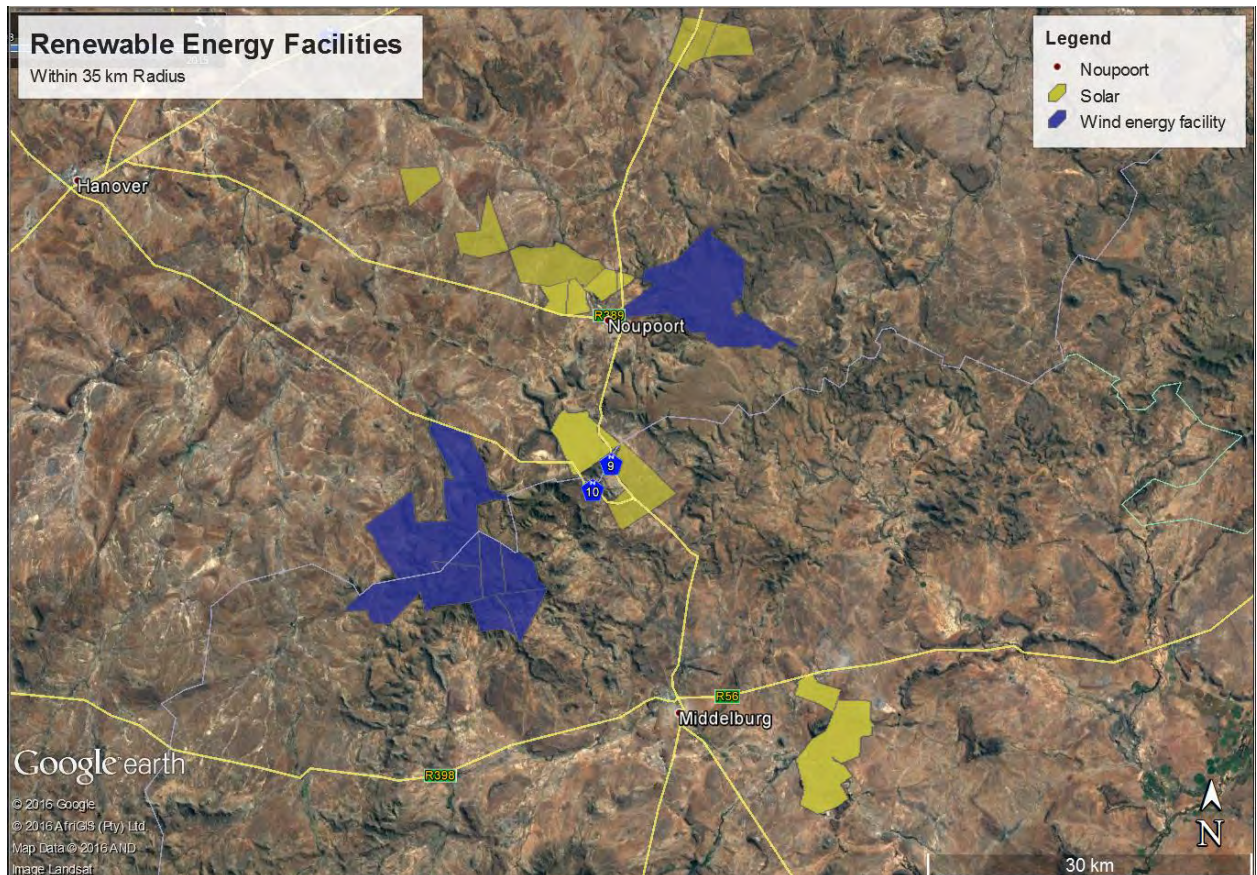 Renewable Energy Facilities
Within 35 km Radius
2015
Legend
Noupoort
Solar
Wind energy facility
Hanover
R389
Noupoort
N
9
N
10
R56
Middelburg
R398
Google earth
© 2016 Google
© 2016 AfriGIS (Pty) Ltd
Map Data © 2016 AND
Image Landsat
N
30 km